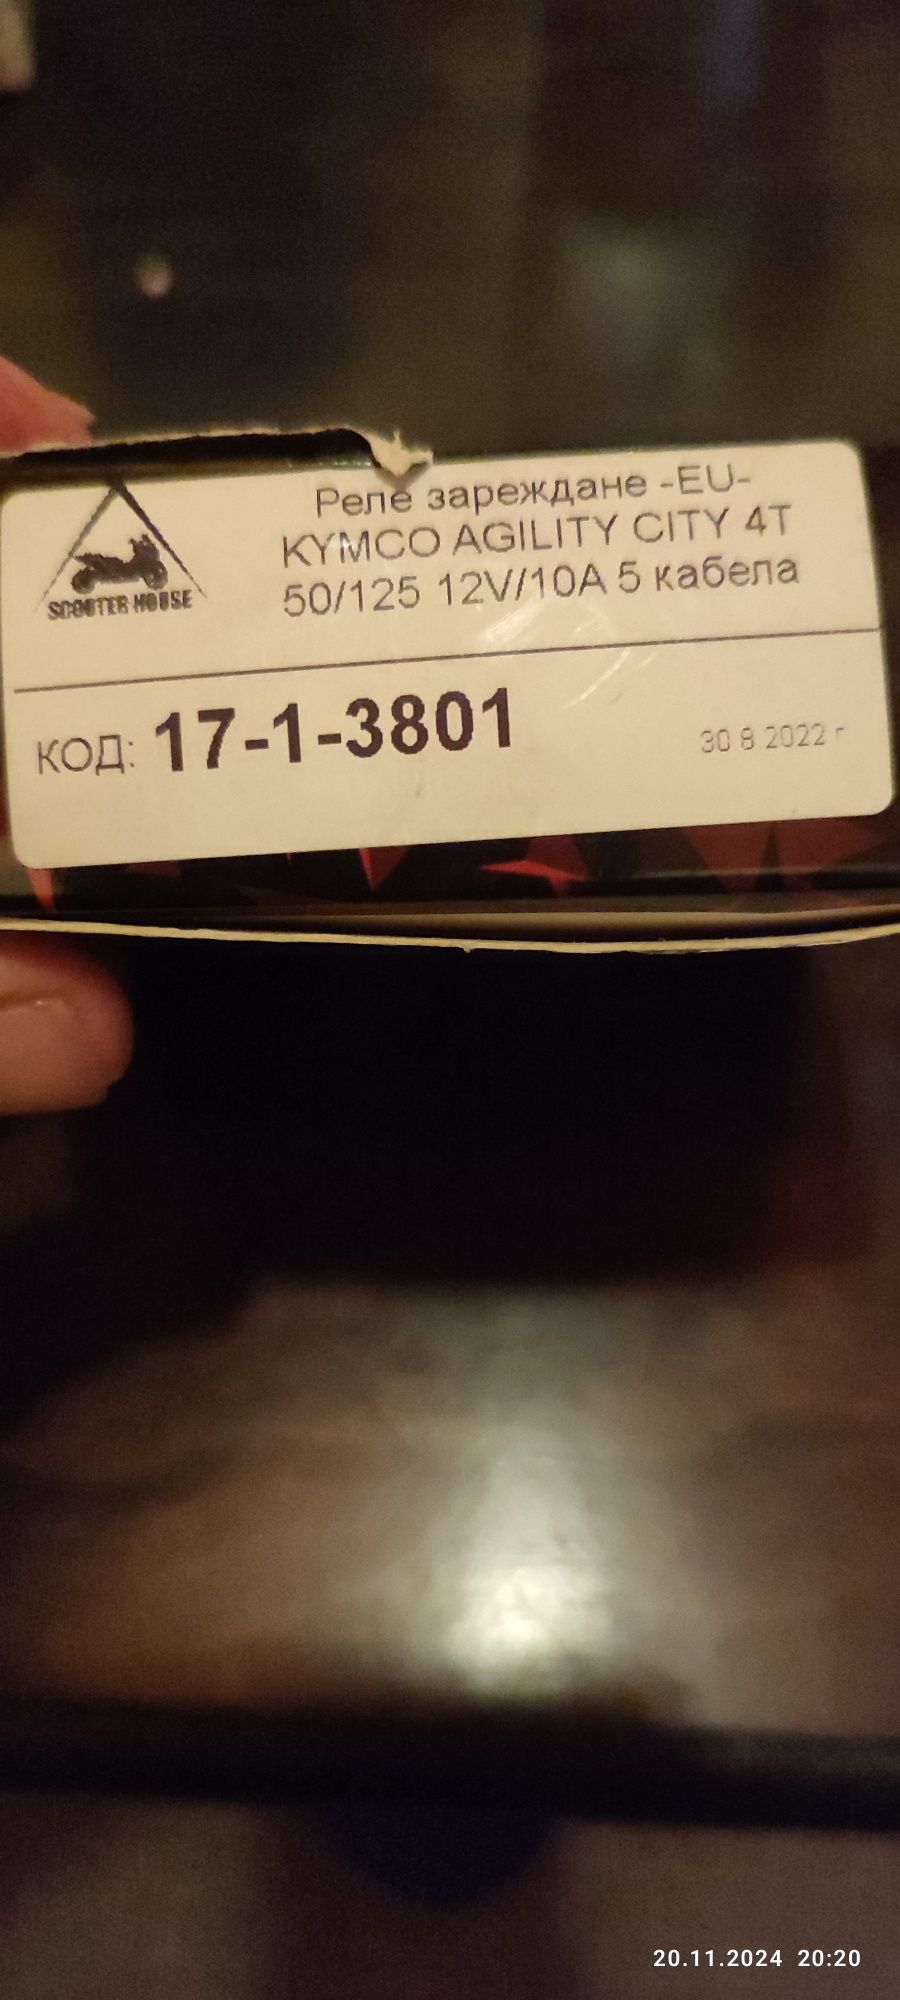 Реле зареждане -EU-
KYMCO AGILITY CITY 4T
50/125 12V/10A 5 кабела
SCOOTER HOUSE
КОД: 17-1-3801
30 8 2022 г
20.11.2024 20:20